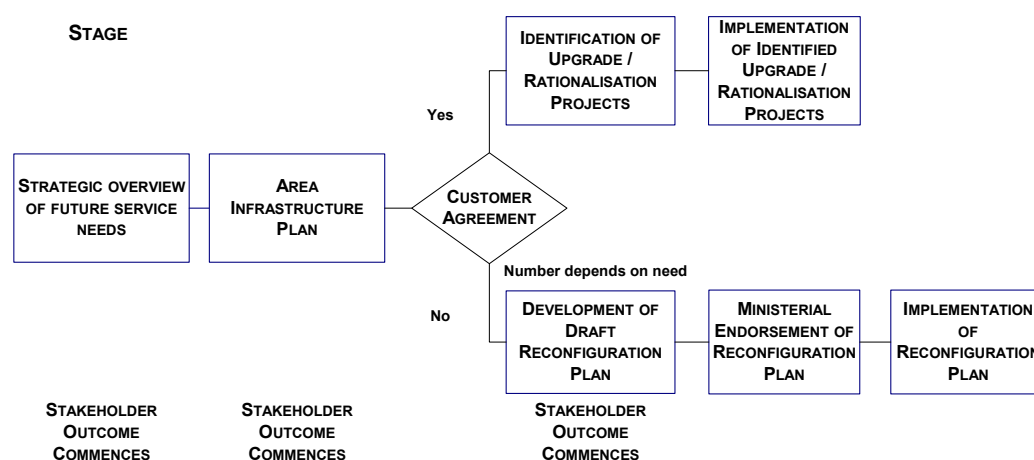 STAGE
STRATEGIC OVERVIEW
OF FUTURE SERVICE
NEEDS
AREA
INFRASTRUCTURE
PLAN
CUSTOMER
AGREEMENT
Yes
IDENTIFICATION OF
UPGRADE /
RATIONALISATION
PROJECTS
IMPLEMENTATION
OF IDENTIFIED
UPGRADE /
RATIONALISATION
PROJECTS
Number depends on need
No
DEVELOPMENT OF
DRAFT
RECONFIGURATION
PLAN
MINISTERIAL
ENDORSEMENT OF
RECONFIGURATION
PLAN
IMPLEMENTATION
OF
RECONFIGURATION
PLAN
STAKEHOLDER
OUTCOME
COMMENCES
STAKEHOLDER
OUTCOME
COMMENCES
STAKEHOLDER
OUTCOME
COMMENCES